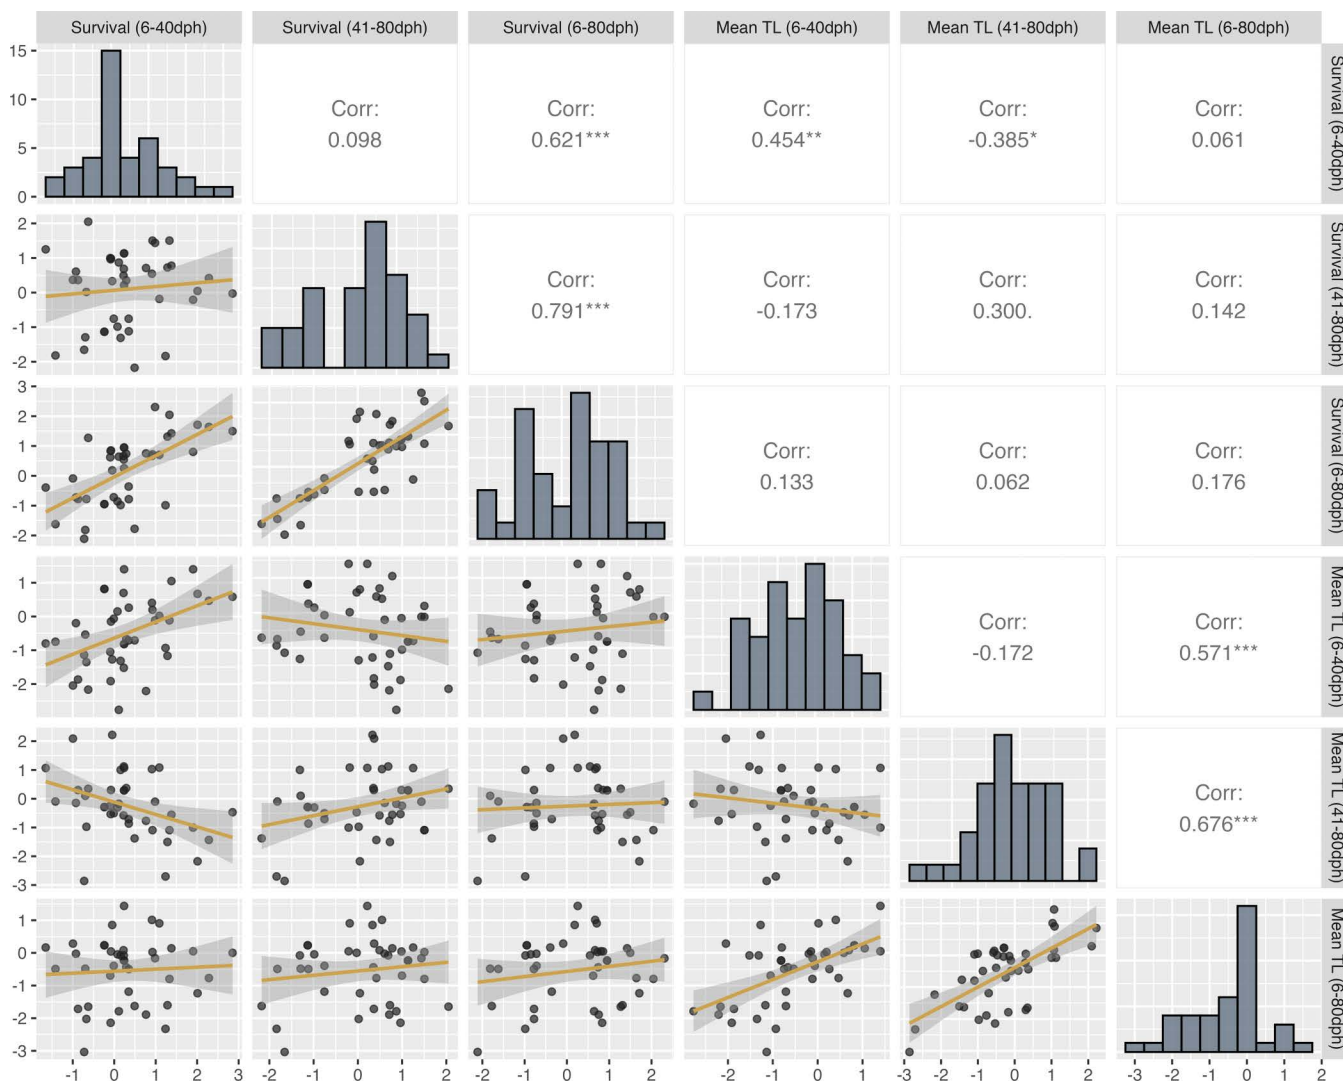 Survival (6-40dph) Survival (41-80dph) Survival (6-80dph) Mean TL (6-40dph) Mean TL (41-80dph) Mean TL (6-80dph)
15
10
5
0
Corr:
0.098
Corr:
0.621***
Corr:
0.454**
Corr:
-0.385*
Corr:
0.061
Survival (6-40dph)
2
1
0
-1
-2
Corr:
0.791***
Corr:
-0.173
Corr:
0.300.
Corr:
0.142
Survival (41-80dph)
3
2
1
0
-1
-2
Corr:
0.133
Corr:
0.062
Corr:
0.176
Survival (6-80dph)
1
0
-1
-2
Corr:
-0.172
Corr:
0.571***
Mean TL (6-40dph)
2
1
0
-1
-2
-3
Corr:
0.676***
Mean TL (41-80dph)
1
0
-1
-2
-3
Mean TL (6-80dph)
-1 0 1 2 3 -2 -1 0 1 2 -2 -1 0 1 2 -2 -1 0 1 -3 -2 -1 0 1 2 -3 -2 -1 0 1 2